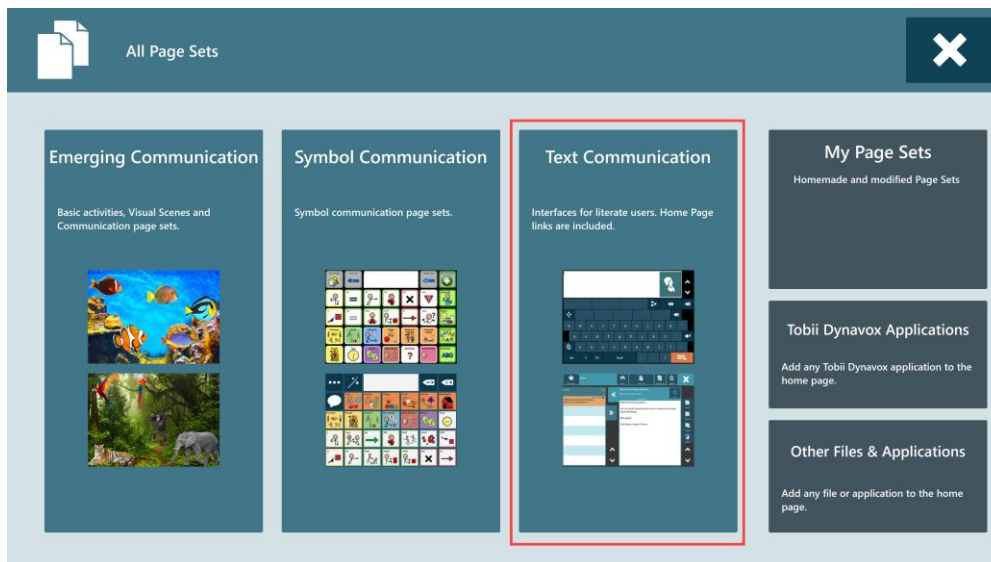 All Page Sets
Emerging Communication
Basic activities, Visual Scenes and
Communication page sets.
Symbol Communication
Symbol communication page sets.
Text Communication
Interfaces for literate users. Home Page
links are included.
My Page Sets
Homemade and modified Page Sets
Tobii Dynavox Applications
Add any Tobii Dynavox application to the
home page.
Other Files & Applications
Add any file or application to the home
page.